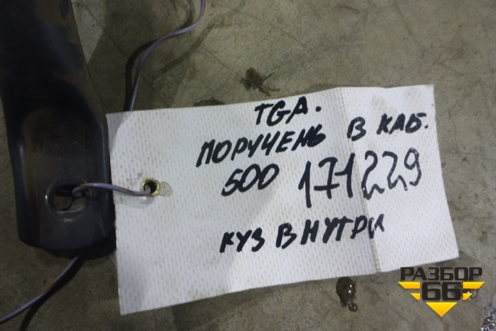 TGA.
ПОРУЧЕНЬ В КАБ.
500 171229
КУЗ ВНУТРИ
РАЗБОР
66